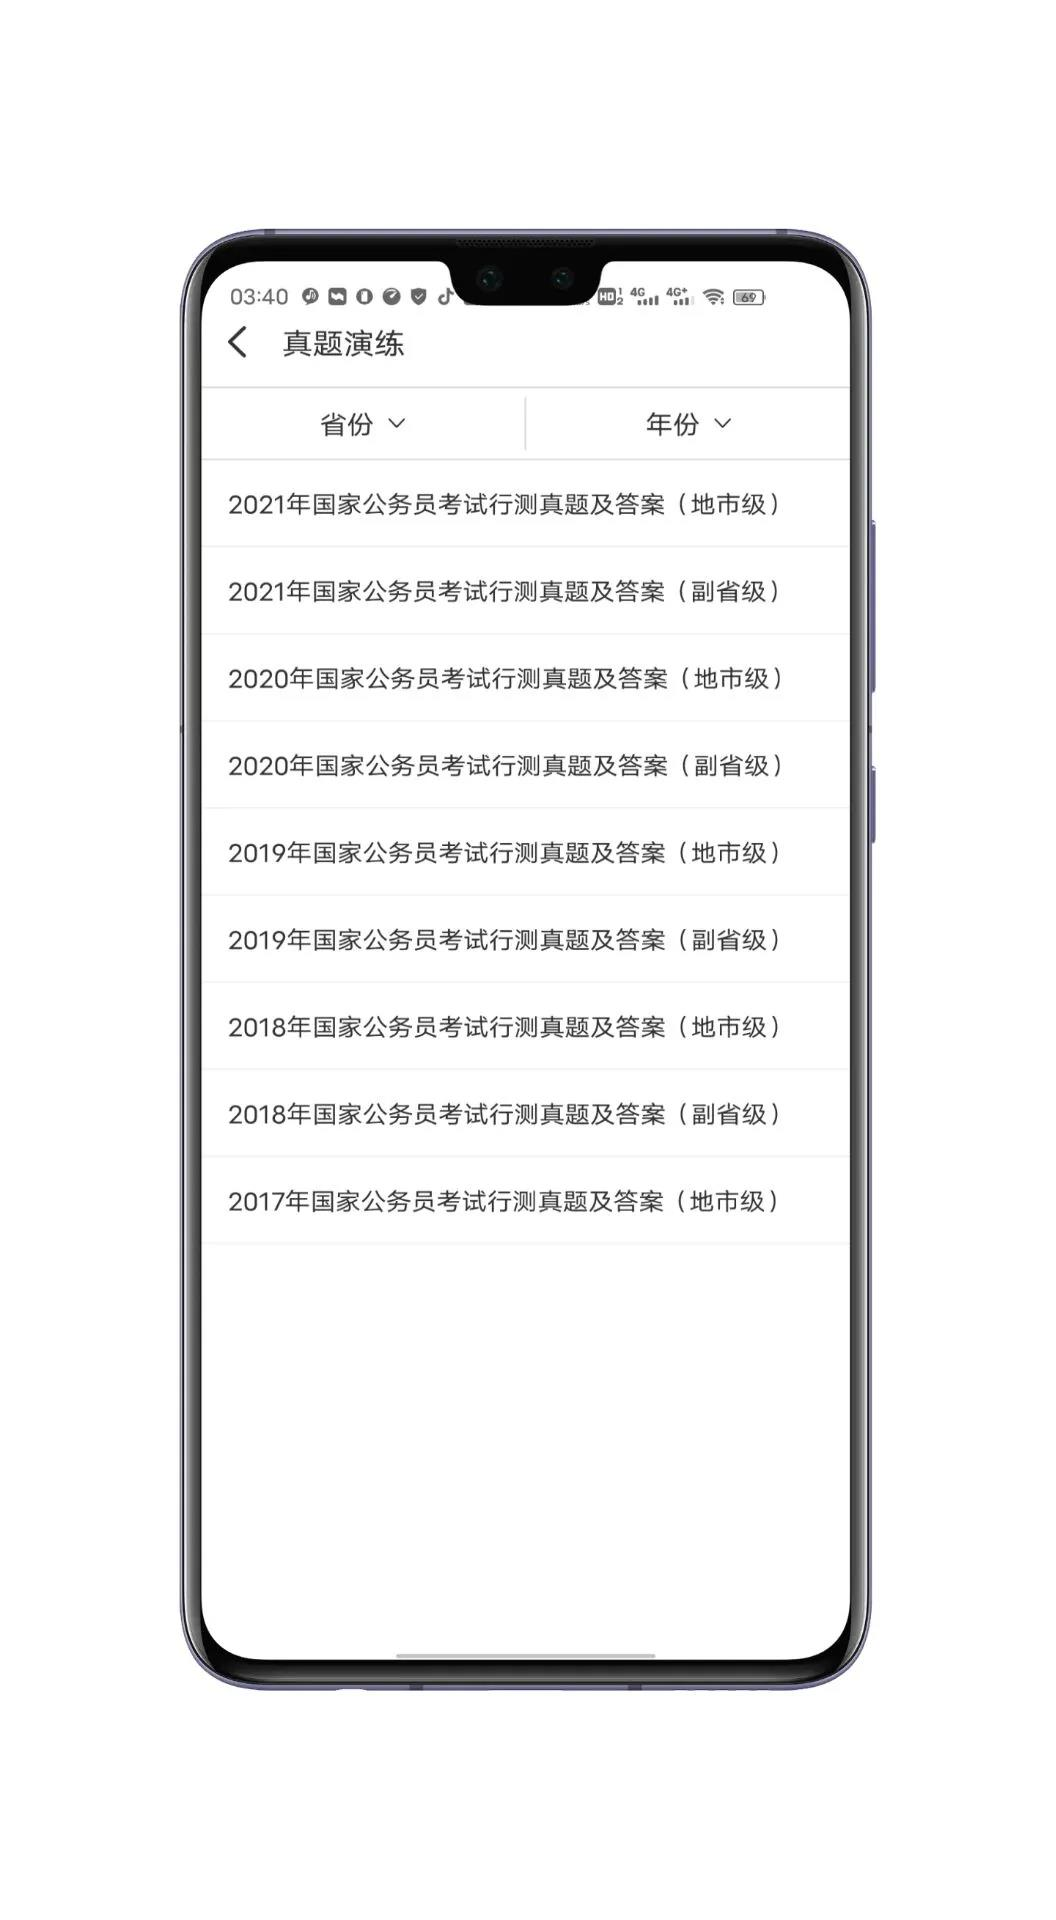 03:40
HD 1 2 4G 4G+ 69
真题演练
省份 年份
2021年国家公务员考试行测真题及答案（地市级）
2021年国家公务员考试行测真题及答案（副省级）
2020年国家公务员考试行测真题及答案（地市级）
2020年国家公务员考试行测真题及答案（副省级）
2019年国家公务员考试行测真题及答案（地市级）
2019年国家公务员考试行测真题及答案（副省级）
2018年国家公务员考试行测真题及答案（地市级）
2018年国家公务员考试行测真题及答案（副省级）
2017年国家公务员考试行测真题及答案（地市级）